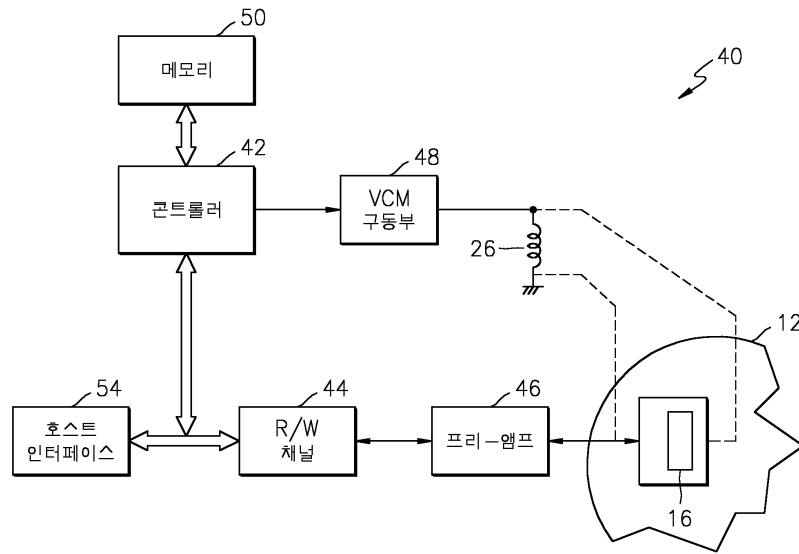 50
메모리
40
42
콘트롤러
48
VCM
구동부
26
12
54
호스트
인터페이스
44
R/W
채널
46
프리-앰프
16